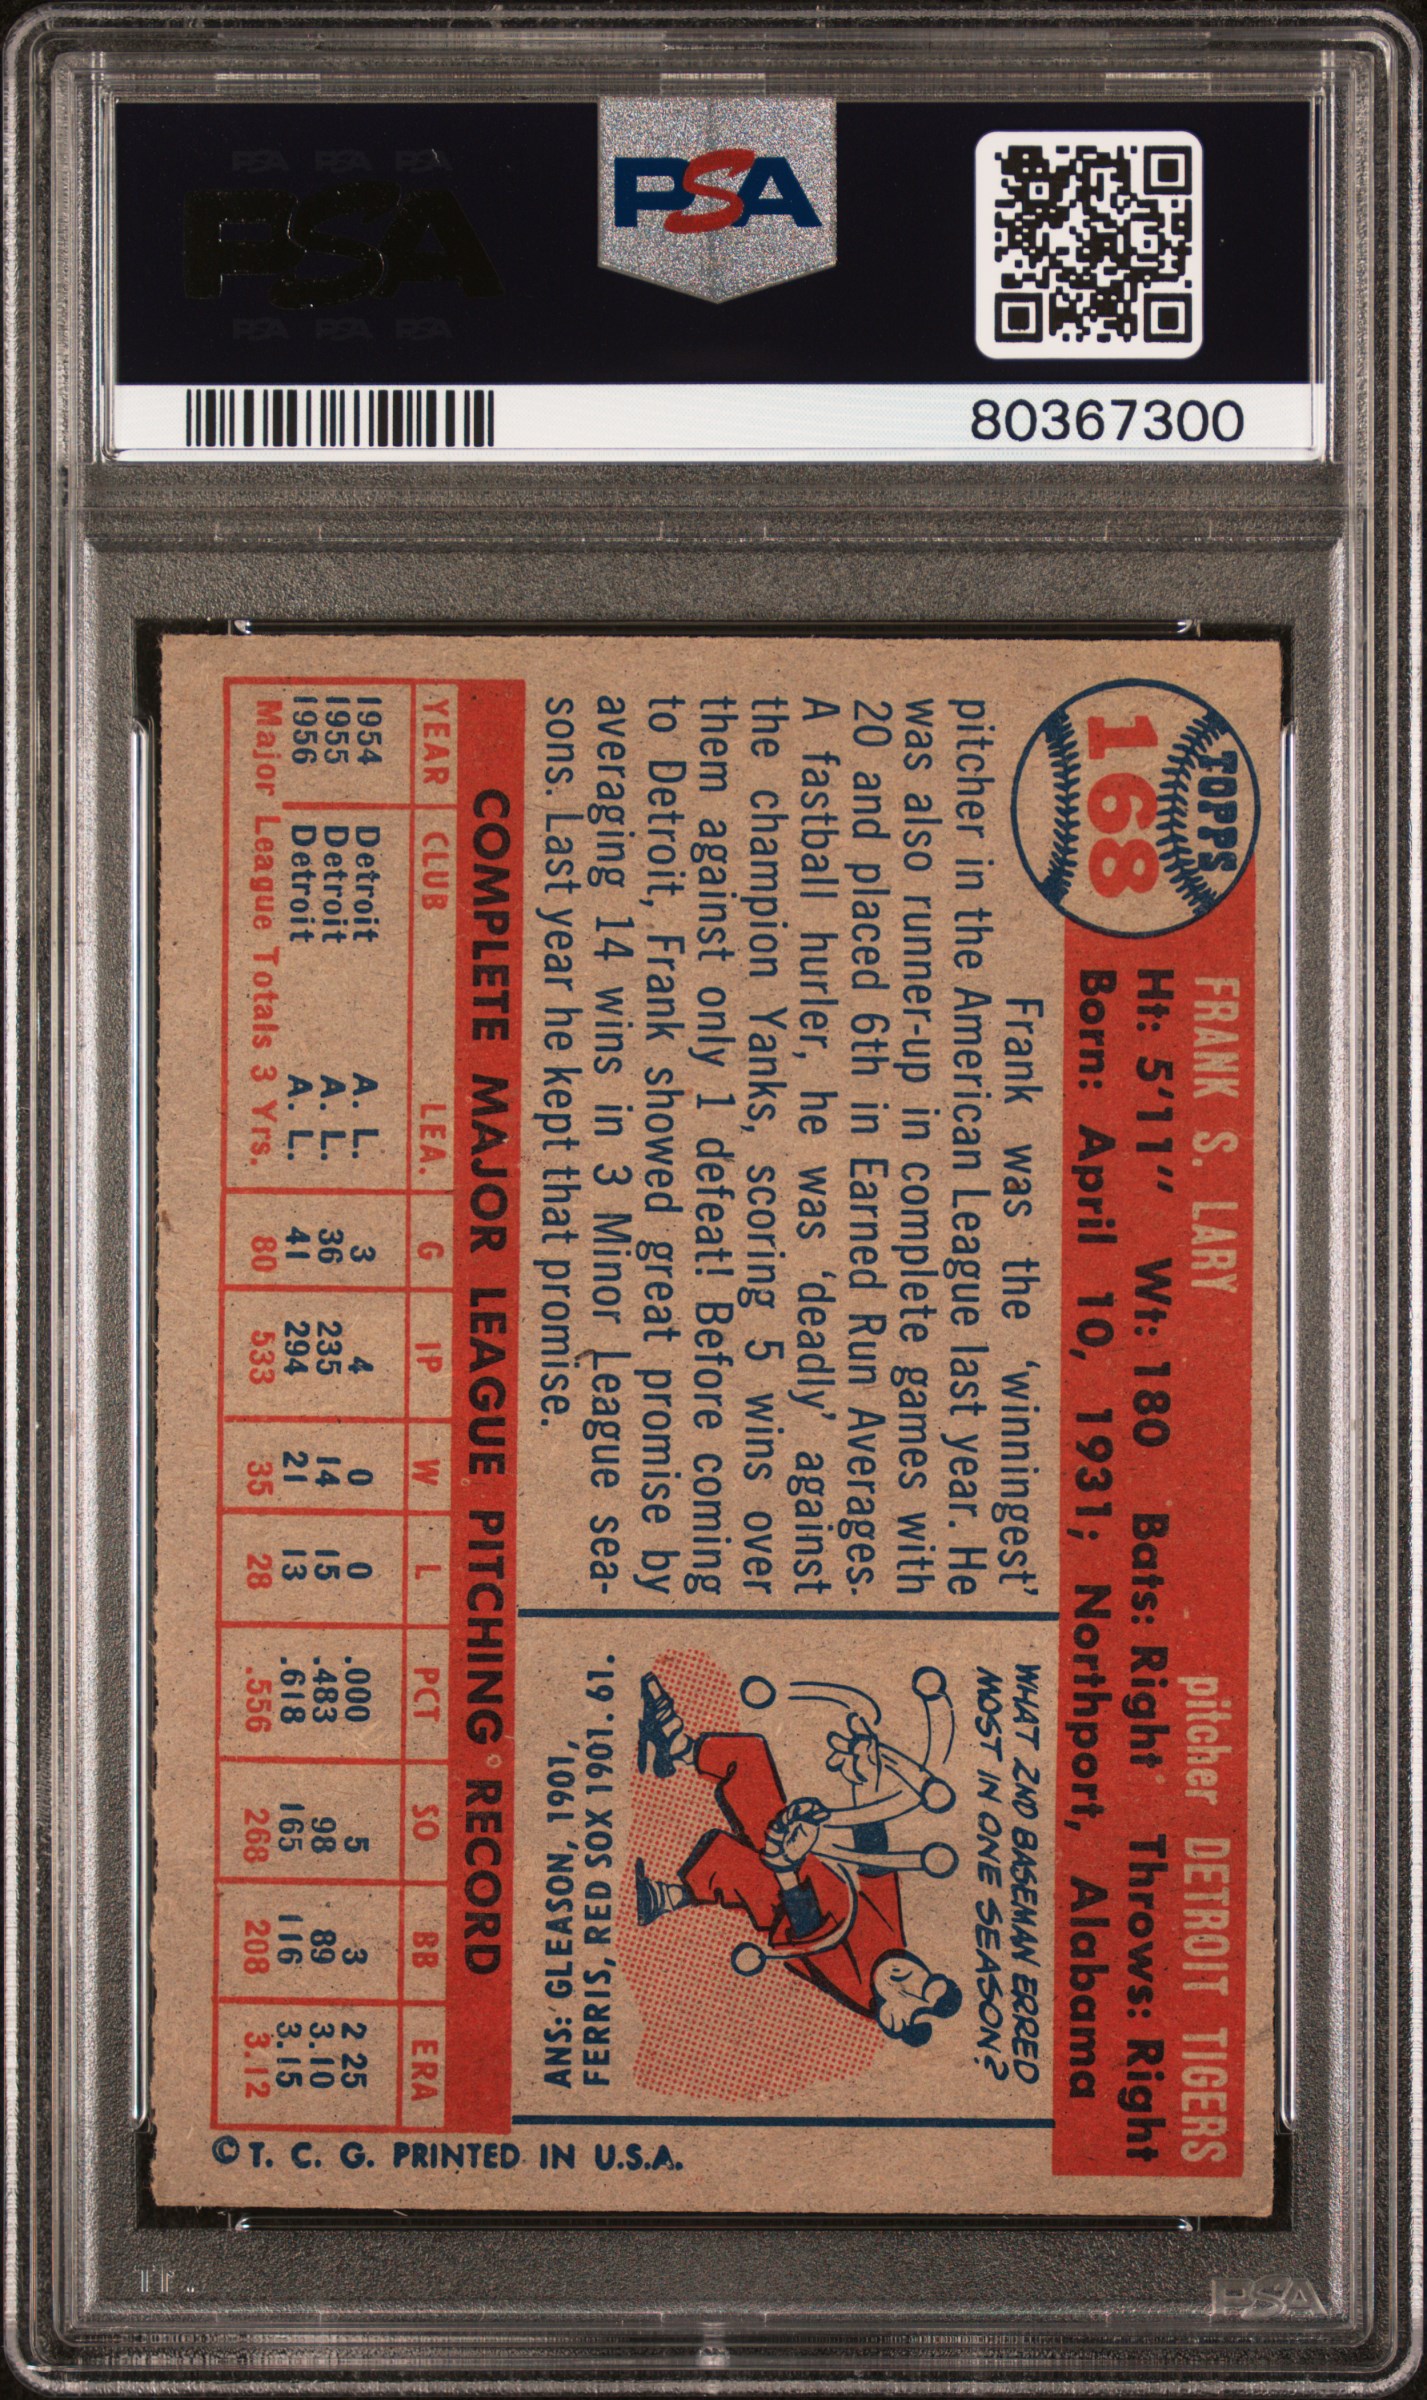 PSA PSA PSA
PSA
PSA PSA PSA
PSA
80367300
TOPPS
168
FRANK S. LARY pitcher DETROIT TIGERS
Ht: 5'11" Wt: 180 Bats: Right Throws: Right
Born: April 10, 1931; Northport, Alabama
Frank was the 'winningest'
pitcher in the American League last year. He
was also runner-up in complete games with
20 and placed 6th in Earned Run Averages.
A fastball hurler, he was 'deadly' against
the champion Yanks, scoring 5 wins over
them against only 1 defeat! Before coming
to Detroit, Frank showed great promise by
averaging 14 wins in 3 Minor League sea-
sons. Last year he kept that promise.
WHAT 2ND BASEMAN ERRED
MOST IN ONE SEASON?
ANS: GLEASON, 1901,
FERRIS, RED SOX 1901. 61.
COMPLETE MAJOR LEAGUE PITCHING RECORD
YEAR CLUB LEA. G IP W L PCT SO BB ERA
1954 Detroit A. L. 3 4 0 0 .000 5 3 2 25
1955 Detroit A. L. 36 235 14 15 .483 98 89 3.10
1956 Detroit A. L. 41 294 21 13 .618 165 116 3.15
Major League Totals 3 Yrs. 80 533 35 28 .556 268 208 3.12
©T. C. G. PRINTED IN U.S.A.
PSA